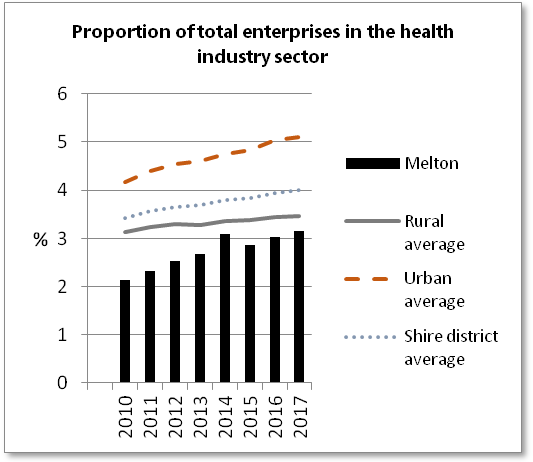 Proportion of total enterprises in the health
industry sector
6
5
4
3
2
1
0
%
2010
2011
2012
2013
2014
2015
2016
2017
Melton
Rural
average
Urban
average
Shire district
average